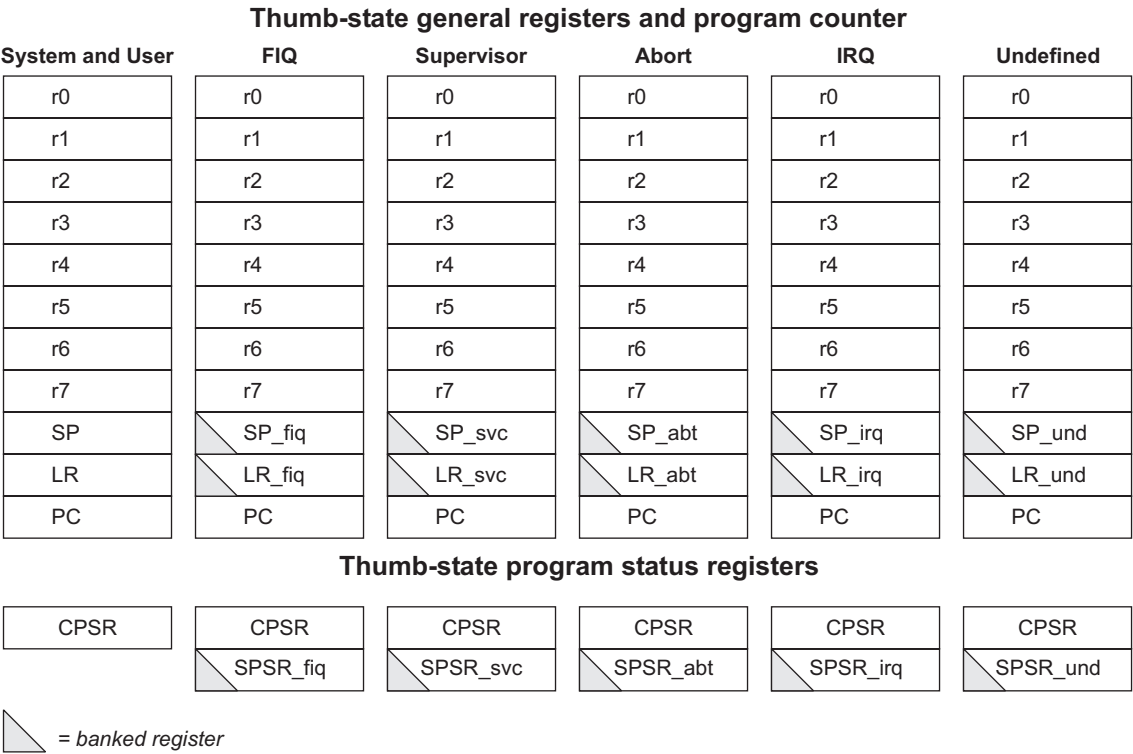 Thumb-state general registers and program counter
System and User FIQ Supervisor Abort IRQ Undefined
r0 r0 r0 r0 r0 r0
r1 r1 r1 r1 r1 r1
r2 r2 r2 r2 r2 r2
r3 r3 r3 r3 r3 r3
r4 r4 r4 r4 r4 r4
r5 r5 r5 r5 r5 r5
r6 r6 r6 r6 r6 r6
r7 r7 r7 r7 r7 r7
SP SP_fiq SP_svc SP_abt SP_irq SP_und
LR LR_fiq LR_svc LR_abt LR_irq LR_und
PC PC PC PC PC PC
Thumb-state program status registers
CPSR CPSR CPSR CPSR CPSR CPSR
SPSR_fiq SPSR_svc SPSR_abt SPSR_irq SPSR_und
= banked register